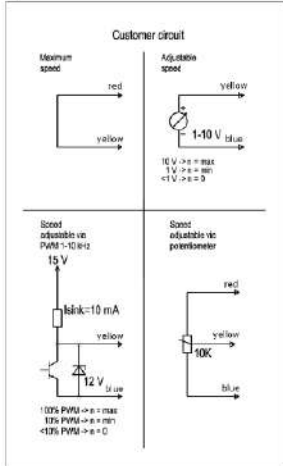 Customer circuit
Maximum
speed
red
yellow
Adjustable
speed
yellow
+
1-10 V
-
blue
10 V -> n = max
1 V -> n = min
<1 V -> n = 0
Speed
adjustable via
PWM 1-10 kHz
15 V
Isink=10 mA
yellow
12 V
blue
100% PWM -> n = max
10% PWM -> n = min
<10% PWM -> n = 0
Speed
adjustable via
potentiometer
red
yellow
10K
blue